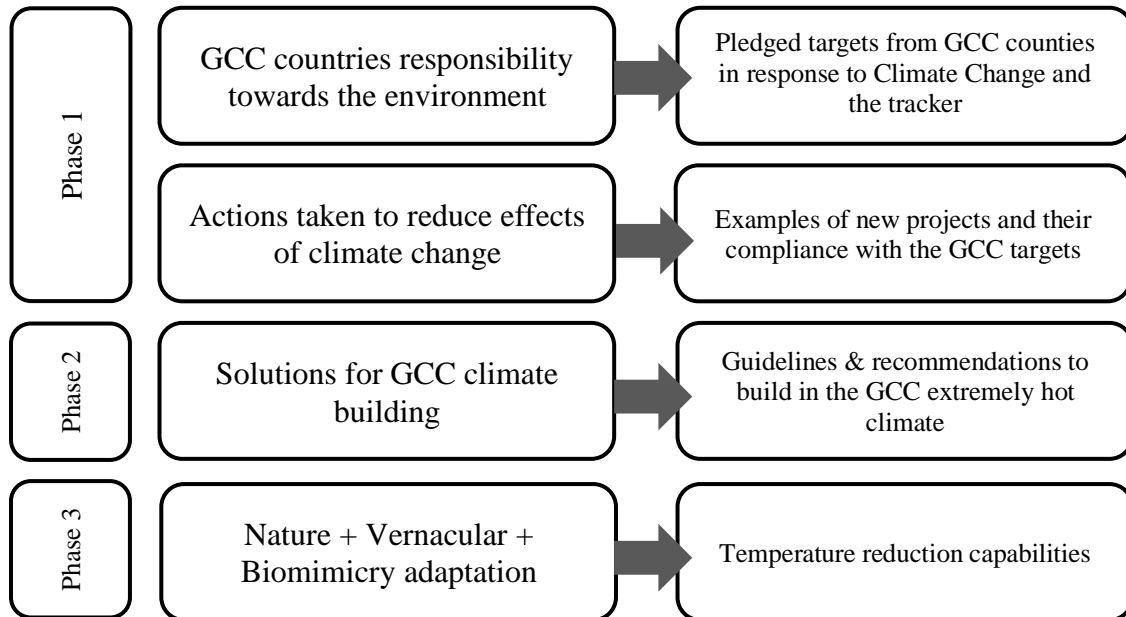 Phase 1
GCC countries responsibility
towards the environment
Pledged targets from GCC counties
in response to Climate Change and
the tracker
Actions taken to reduce effects
of climate change
Examples of new projects and their
compliance with the GCC targets
Phase 2
Solutions for GCC climate
building
Guidelines & recommendations to
build in the GCC extremely hot
climate
Phase 3
Nature + Vernacular +
Biomimicry adaptation
Temperature reduction capabilities